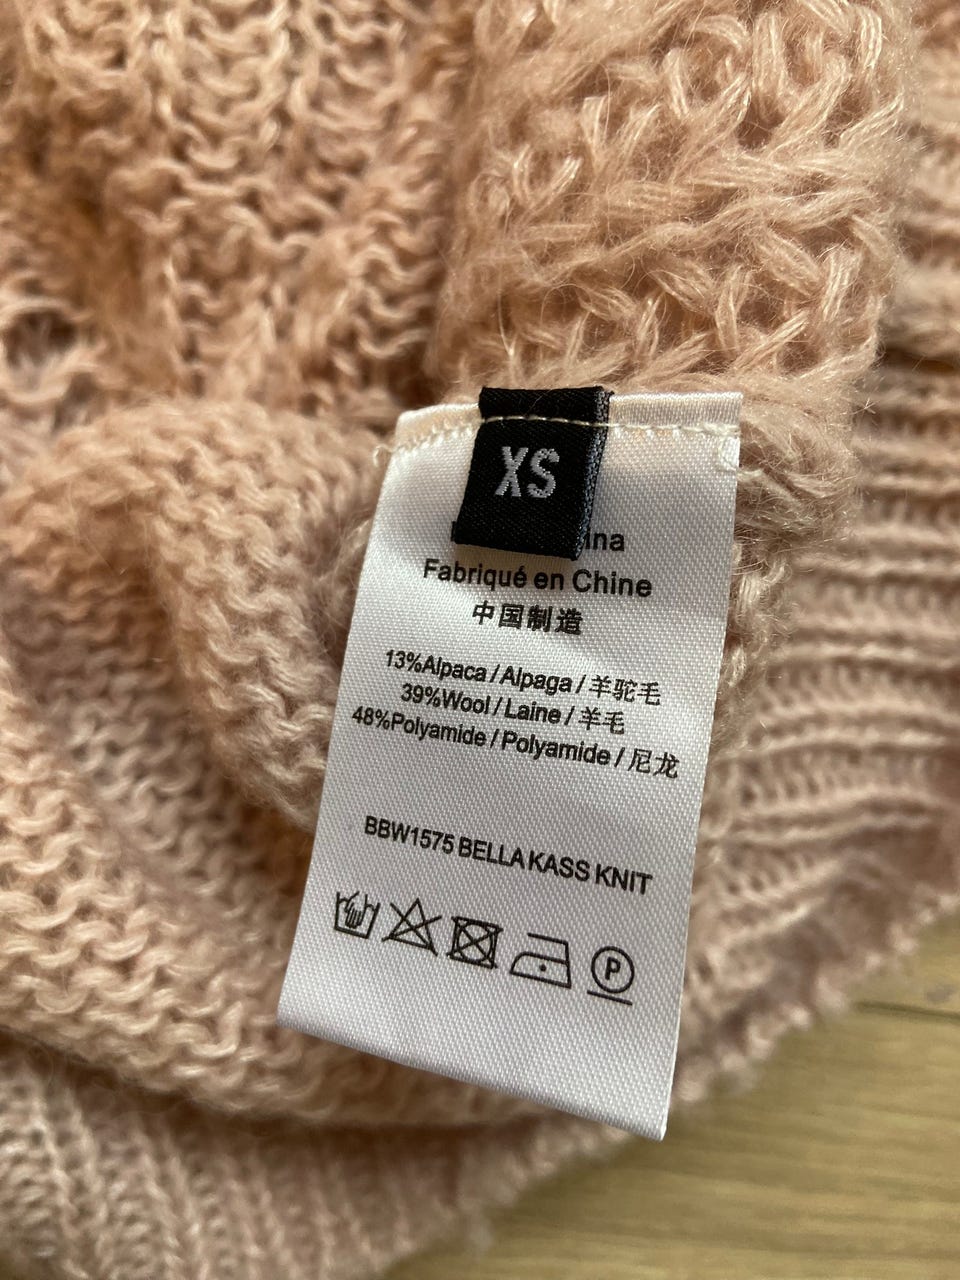 XS
Fabriqué en Chine
中国制造
13%Alpaca / Alpaga / 羊驼毛
39%Wool / Laine / 羊毛
48%Polyamide / Polyamide / 尼龙
BBW1575 BELLA KASS KNIT
P